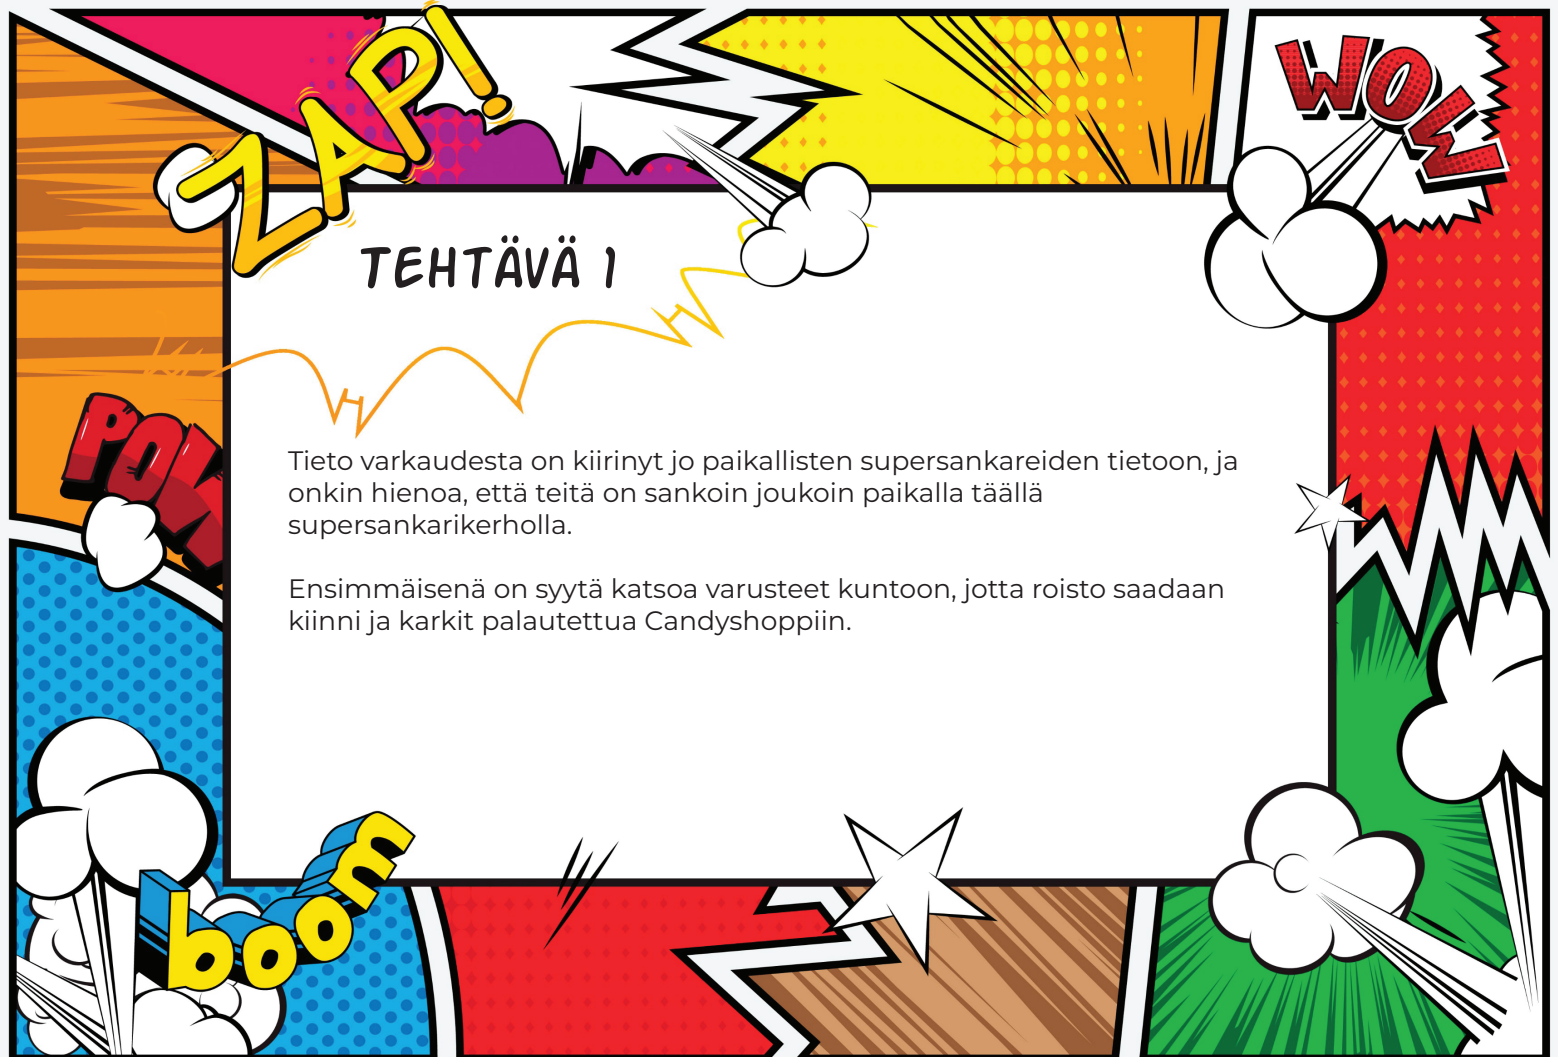 ZAP!
WOW
TEHTÄVÄ 1
POW
Tieto varkaudesta on kiirinyt jo paikallisten supersankareiden tietoon, ja
onkin hienoa, että teitä on sankoin joukoin paikalla täällä
supersankarikerholla.
Ensimmäisenä on syytä katsoa varusteet kuntoon, jotta roisto saadaan
kiinni ja karkit palautettua Candyshoppiin.
boom